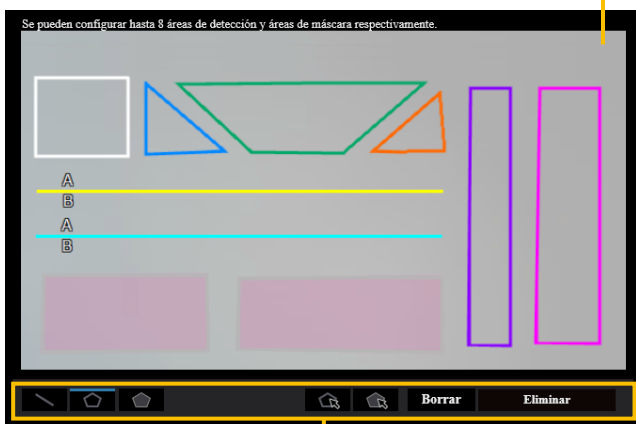 Se pueden configurar hasta 8 áreas de detección y áreas de máscara respectivamente.
A
B
A
B
Borrar Eliminar